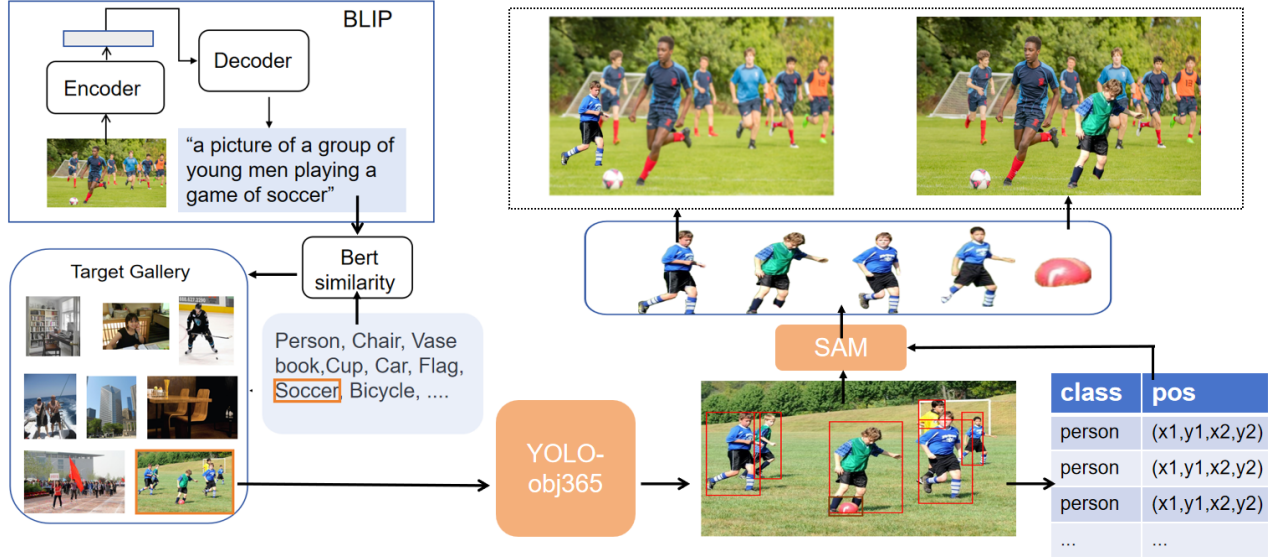 BLIP
Decoder
Encoder
“a picture of a group of
young men playing a
game of soccer”
Bert
similarity
Target Gallery
Person, Chair, Vase
book,Cup, Car, Flag,
Soccer, Bicycle, ....
YOLO-
obj365
SAM
class pos
person (x1,y1,x2,y2)
person (x1,y1,x2,y2)
person (x1,y1,x2,y2)
... ...